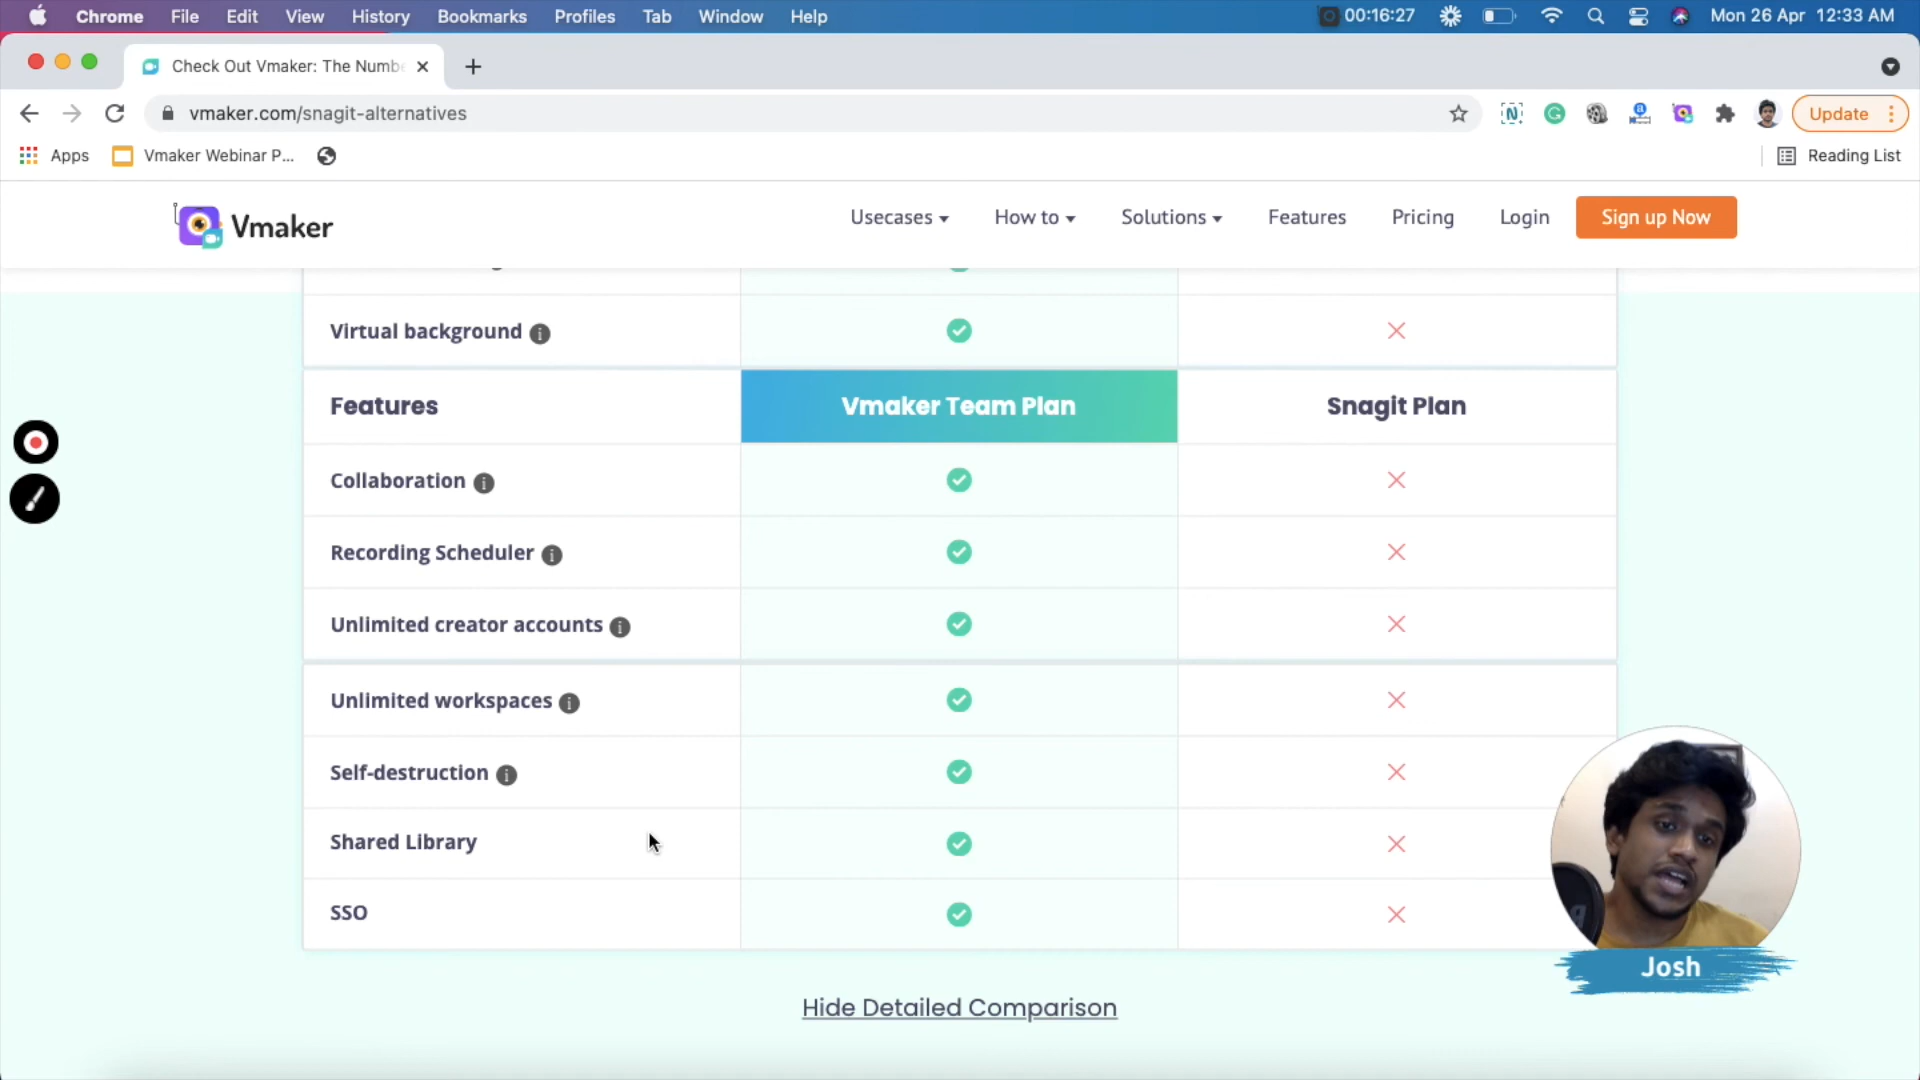 Chrome File Edit View History Bookmarks Profiles Tab Window Help 00:16:27 Mon 26 Apr 12:33 AM
Check Out Vmaker: The Numb
vmaker.com/snagit-alternatives Update
Apps Vmaker Webinar P... Reading List
Vmaker Usecases How to Solutions Features Pricing Login Sign up Now
Virtual background
Features Vmaker Team Plan Snagit Plan
Collaboration
Recording Scheduler
Unlimited creator accounts
Unlimited workspaces
Self-destruction
Shared Library
SSO
Josh
Hide Detailed Comparison